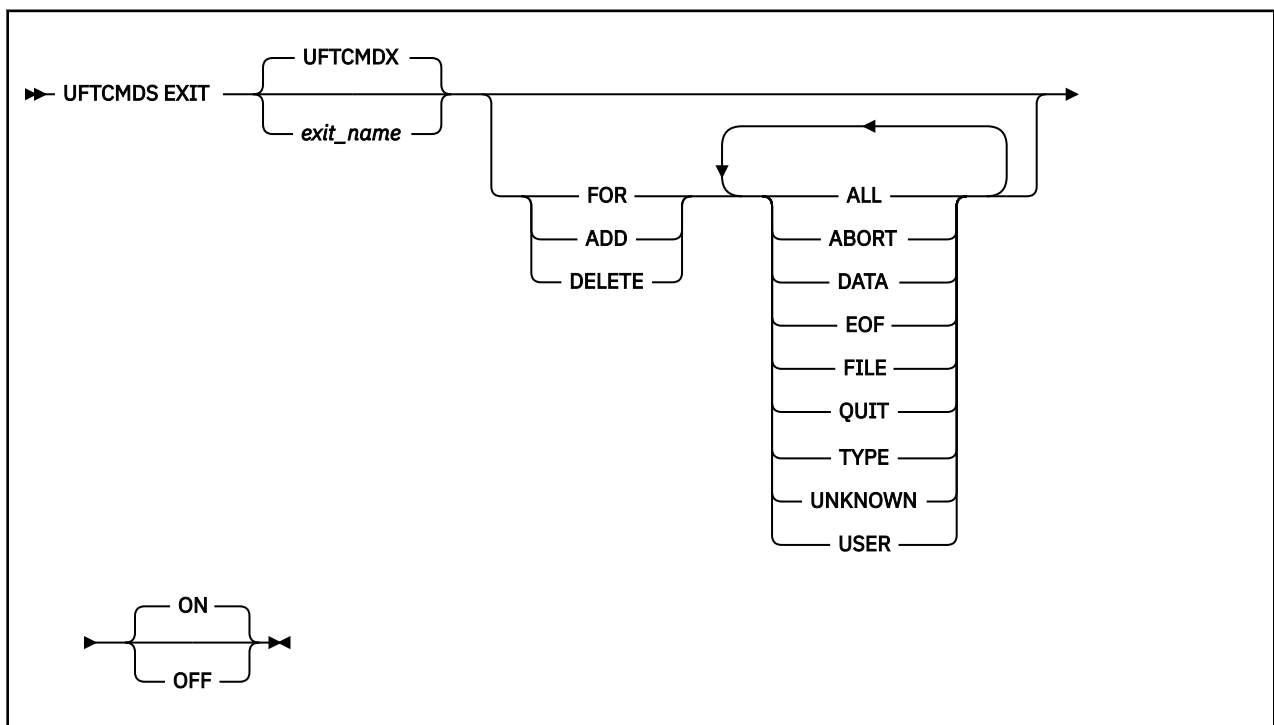 UFTCMDX
UFTCMDS EXIT
exit_name
FOR
ADD
DELETE
ALL
ABORT
DATA
EOF
FILE
QUIT
TYPE
UNKNOWN
USER
ON
OFF